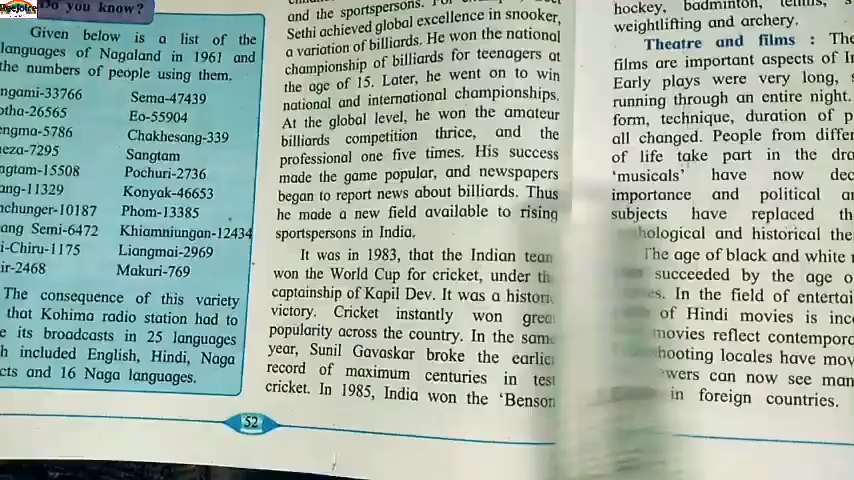 Reejoice
Do you know?
Given below is a list of the
languages of Nagaland in 1961 and
the numbers of people using them.
ngami-33766 Sema-47439
otha-26565 Eo-55904
engma-5786 Chakhesang-339
eza-7295 Sangtam
ngtam-15508 Pochuri-2736
ang-11329 Konyak-46653
nchunger-10187 Phom-13385
ang Semi-6472 Khiamniungan-12434
i-Chiru-1175 Liangmai-2969
ir-2468 Makuri-769
The consequence of this variety
that Kohima radio station had to
e its broadcasts in 25 languages
h included English, Hindi, Naga
cts and 16 Naga languages.
and the sportspersons.
Sethi achieved global excellence in snooker,
a variation of billiards. He won the national
championship of billiards for teenagers at
the age of 15. Later, he went on to win
national and international championships.
At the global level, he won the amateur
billiards competition thrice, and the
professional one five times. His success
made the game popular, and newspapers
began to report news about billiards. Thus
he made a new field available to rising
sportspersons in India.
It was in 1983, that the Indian team
won the World Cup for cricket, under the
captainship of Kapil Dev. It was a histori
victory. Cricket instantly won great
popularity across the country. In the same
year, Sunil Gavaskar broke the earlier
record of maximum centuries in test
cricket. In 1985, India won the ‘Benson
52
hockey, badminton, tennis,
weightlifting and archery.
Theatre and films : The
films are important aspects of In
Early plays were very long, s
running through an entire night.
form, technique, duration of p
all changed. People from differ
of life take part in the dra
‘musicals’ have now dec
importance and political an
subjects have replaced th
hological and historical the
The age of black and white
succeeded by the age o
es. In the field of entertai
of Hindi movies is inc
movies reflect contemporo
hooting locales have mov
wers can now see man
in foreign countries.